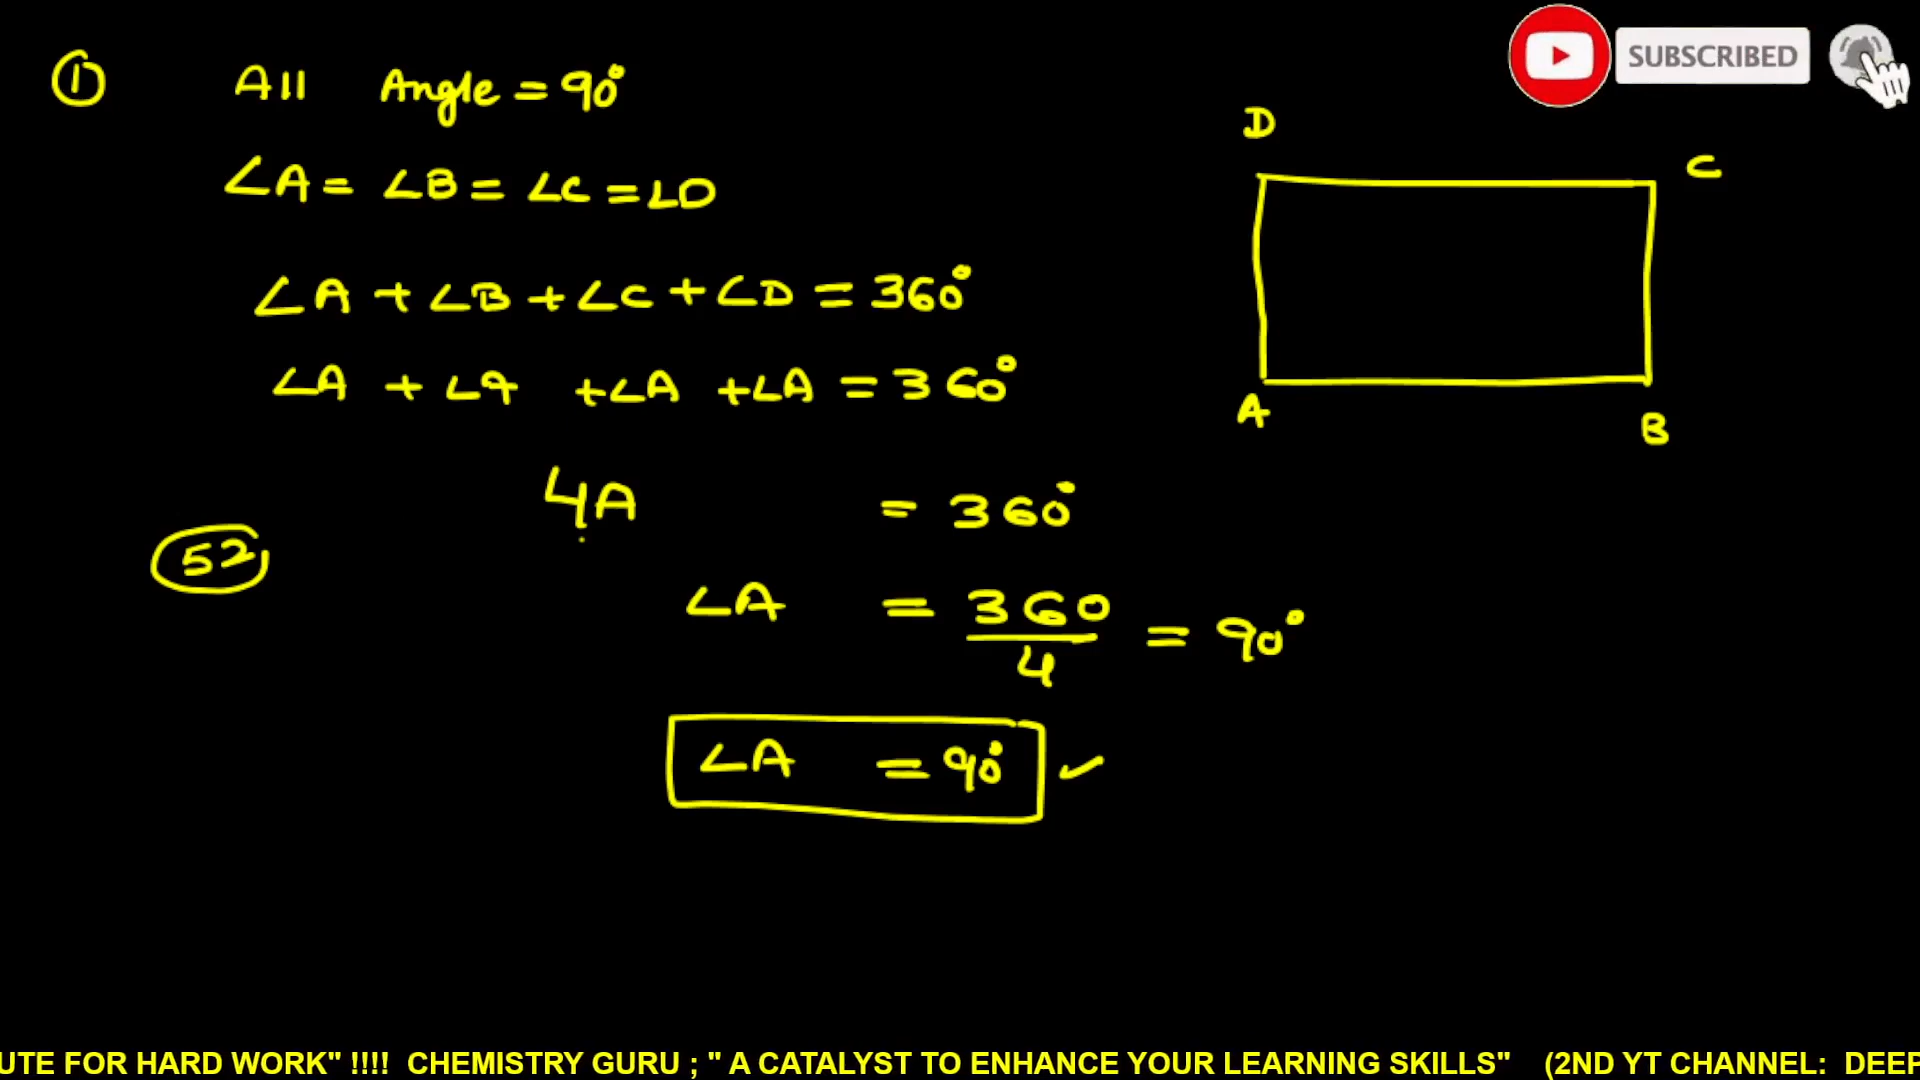 ① All Angle = 90°
∠A = ∠B = ∠C = ∠D
∠A + ∠B + ∠C + ∠D = 360°
∠A + ∠A + ∠A + ∠A = 360°
4A = 360°
52
∠A = 360/4 = 90°
∠A = 90° ✓
SUBSCRIBED
D
C
A
B
UTE FOR HARD WORK" !!!! CHEMISTRY GURU ; " A CATALYST TO ENHANCE YOUR LEARNING SKILLS" (2ND YT CHANNEL: DEEP